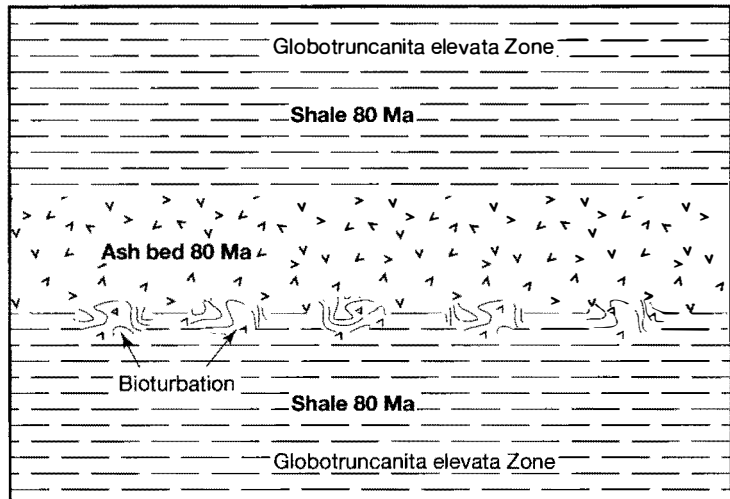 Globotruncanita elevata Zone
Shale 80 Ma
Ash bed 80 Ma
Bioturbation
Shale 80 Ma
Globotruncanita elevata Zone